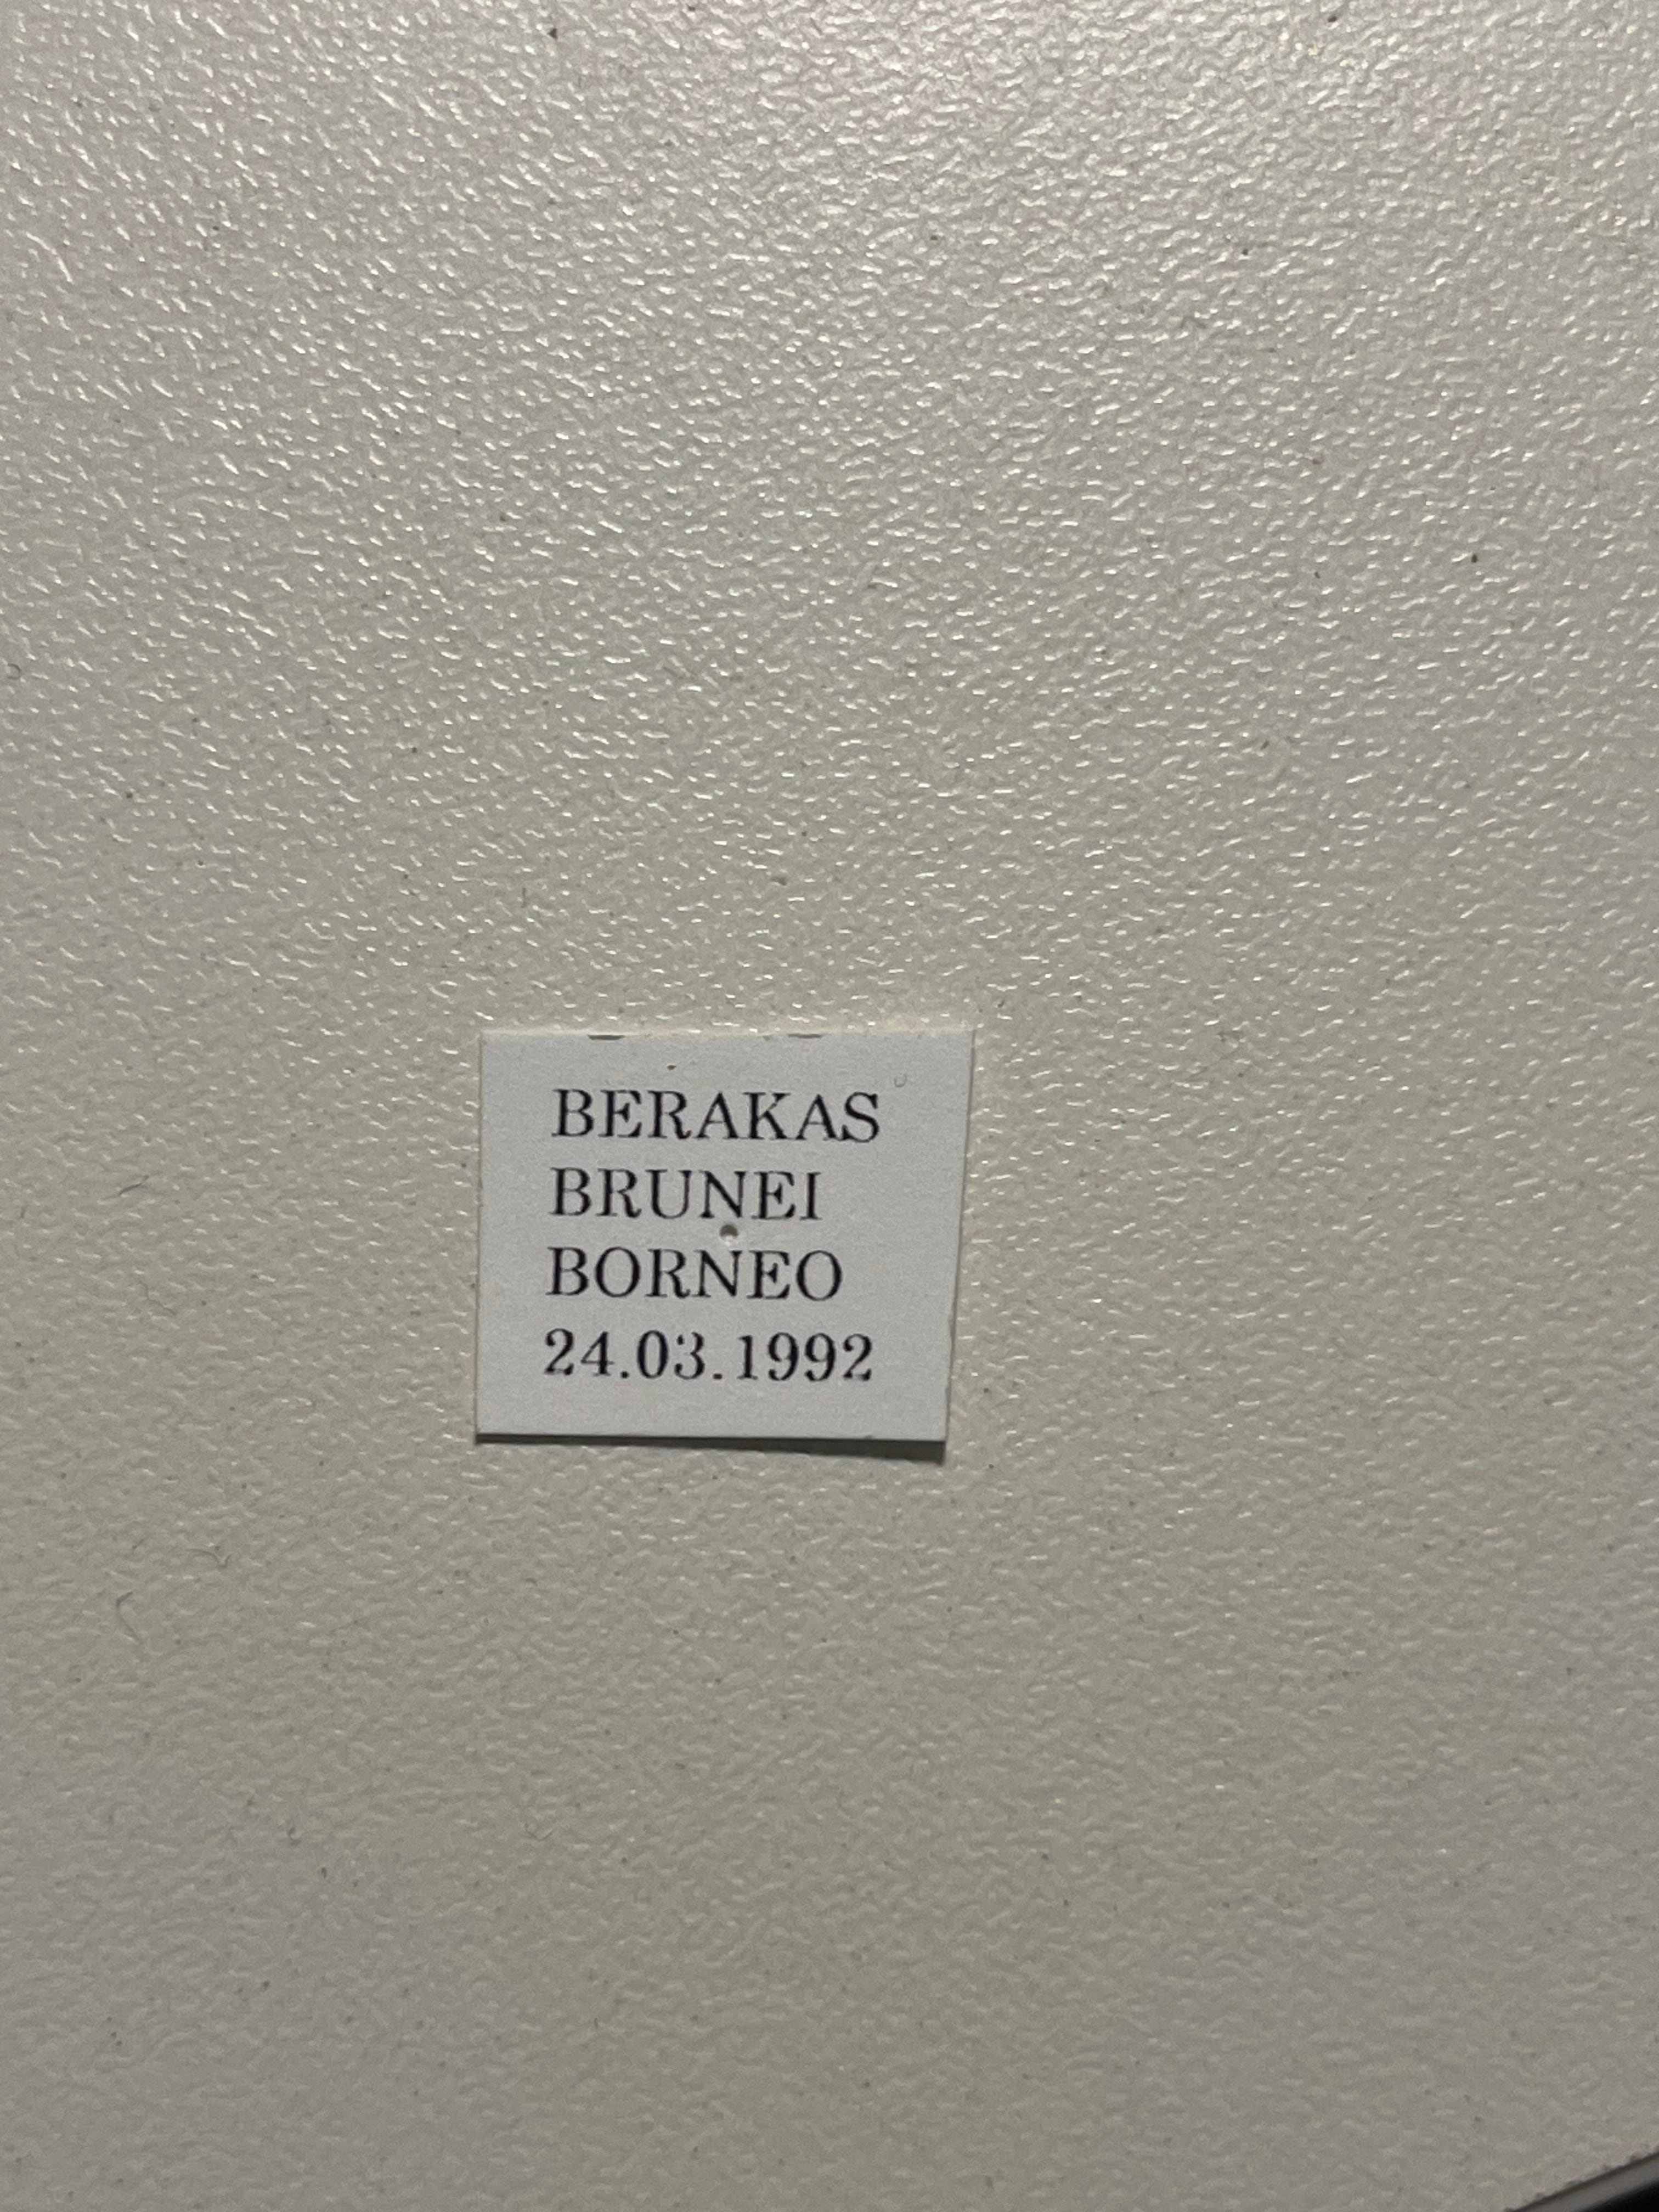 BERAKAS
BRUNEI
BORNEO
24.03.1992